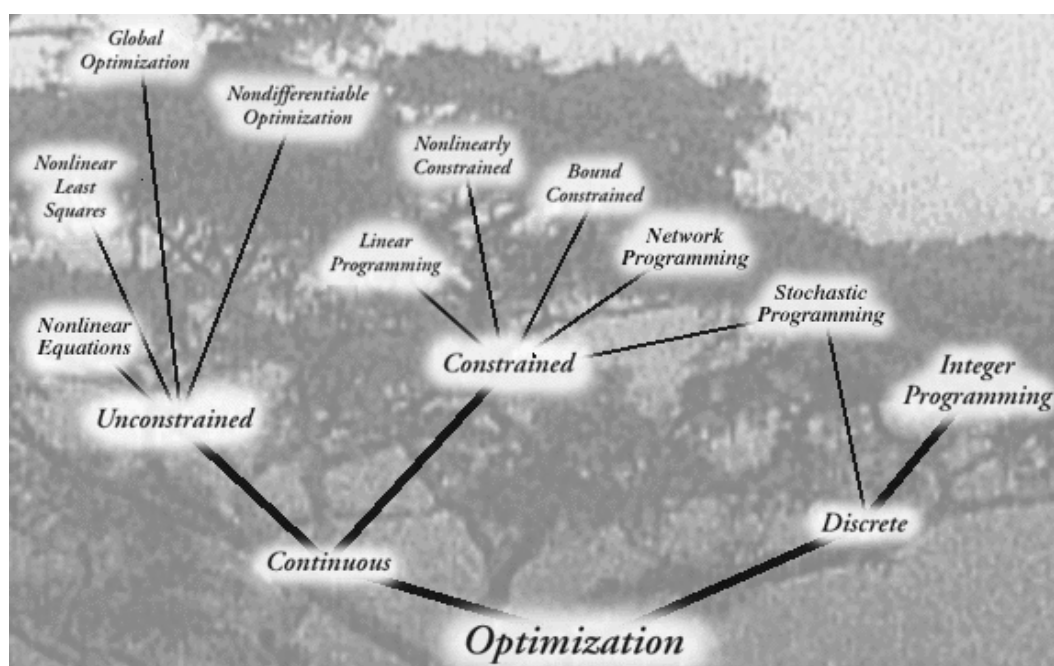 Global
Optimization
Nondifferentiable
Optimization
Nonlinear
Least
Squares
Nonlinearly
Constrained
Bound
Constrained
Linear
Programming
Network
Programming
Stochastic
Programming
Nonlinear
Equations
Constrained
Integer
Programming
Unconstrained
Discrete
Continuous
Optimization